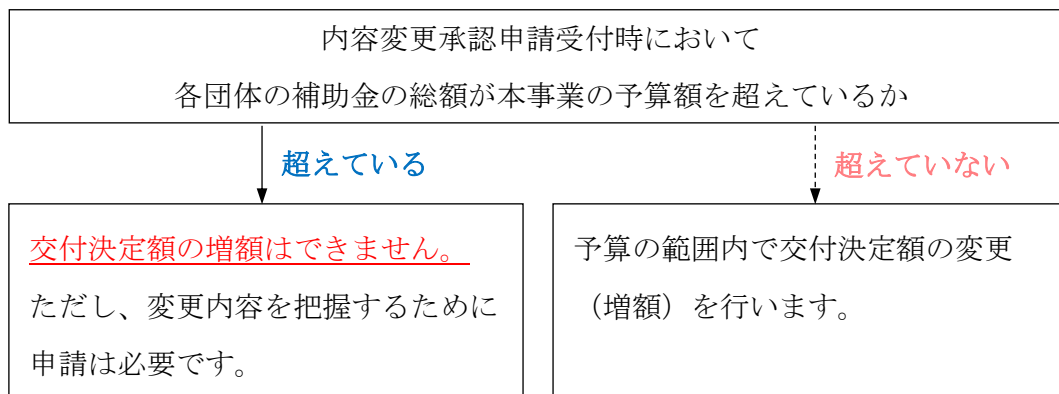 内容変更承認申請受付時において
各団体の補助金の総額が本事業の予算額を超えているか
超えている
超えていない
交付決定額の増額はできません。
ただし、変更内容を把握するために
申請は必要です。
予算の範囲内で交付決定額の変更
（増額）を行います。